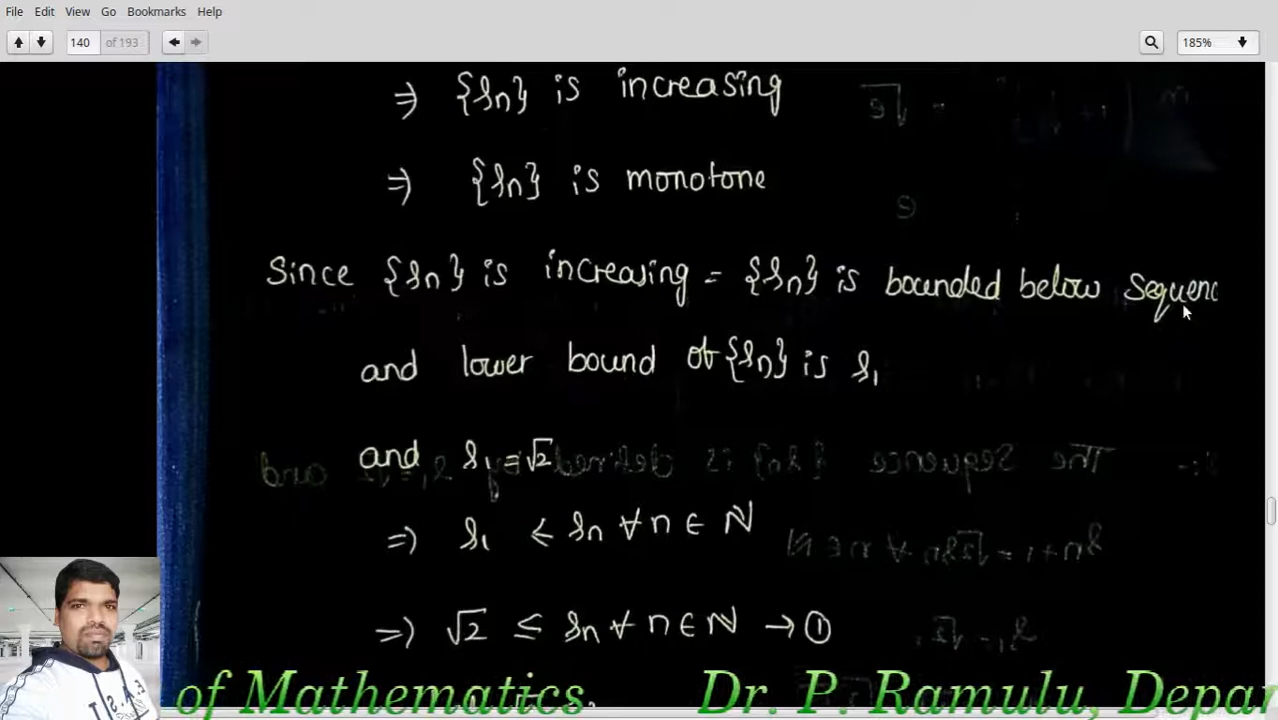 File Edit View Go Bookmarks Help
140 of 193 185%
⇒ {Sn} is increasing
⇒ {Sn} is monotone
Since {Sn} is increasing = {Sn} is bounded below Sequenc
and lower bound of {Sn} is S₁
and S₁ = √2
⇒ S₁ ≤ Sn ∀ n ∈ N
⇒ √2 ≤ Sn ∀ n ∈ N → ①
of Mathematics. Dr. P. Ramulu, Depar